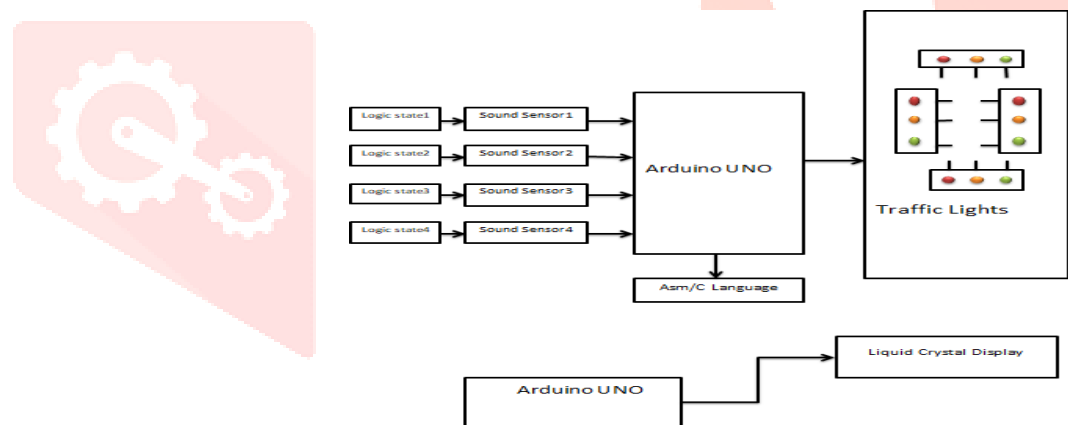 Logic state1
Sound Sensor1
Logic state2
Sound Sensor2
Logic state3
Sound Sensor3
Logic state4
Sound Sensor4
Arduino UNO
Asm/C Language
Traffic Lights
Liquid Crystal Display
Arduino UNO